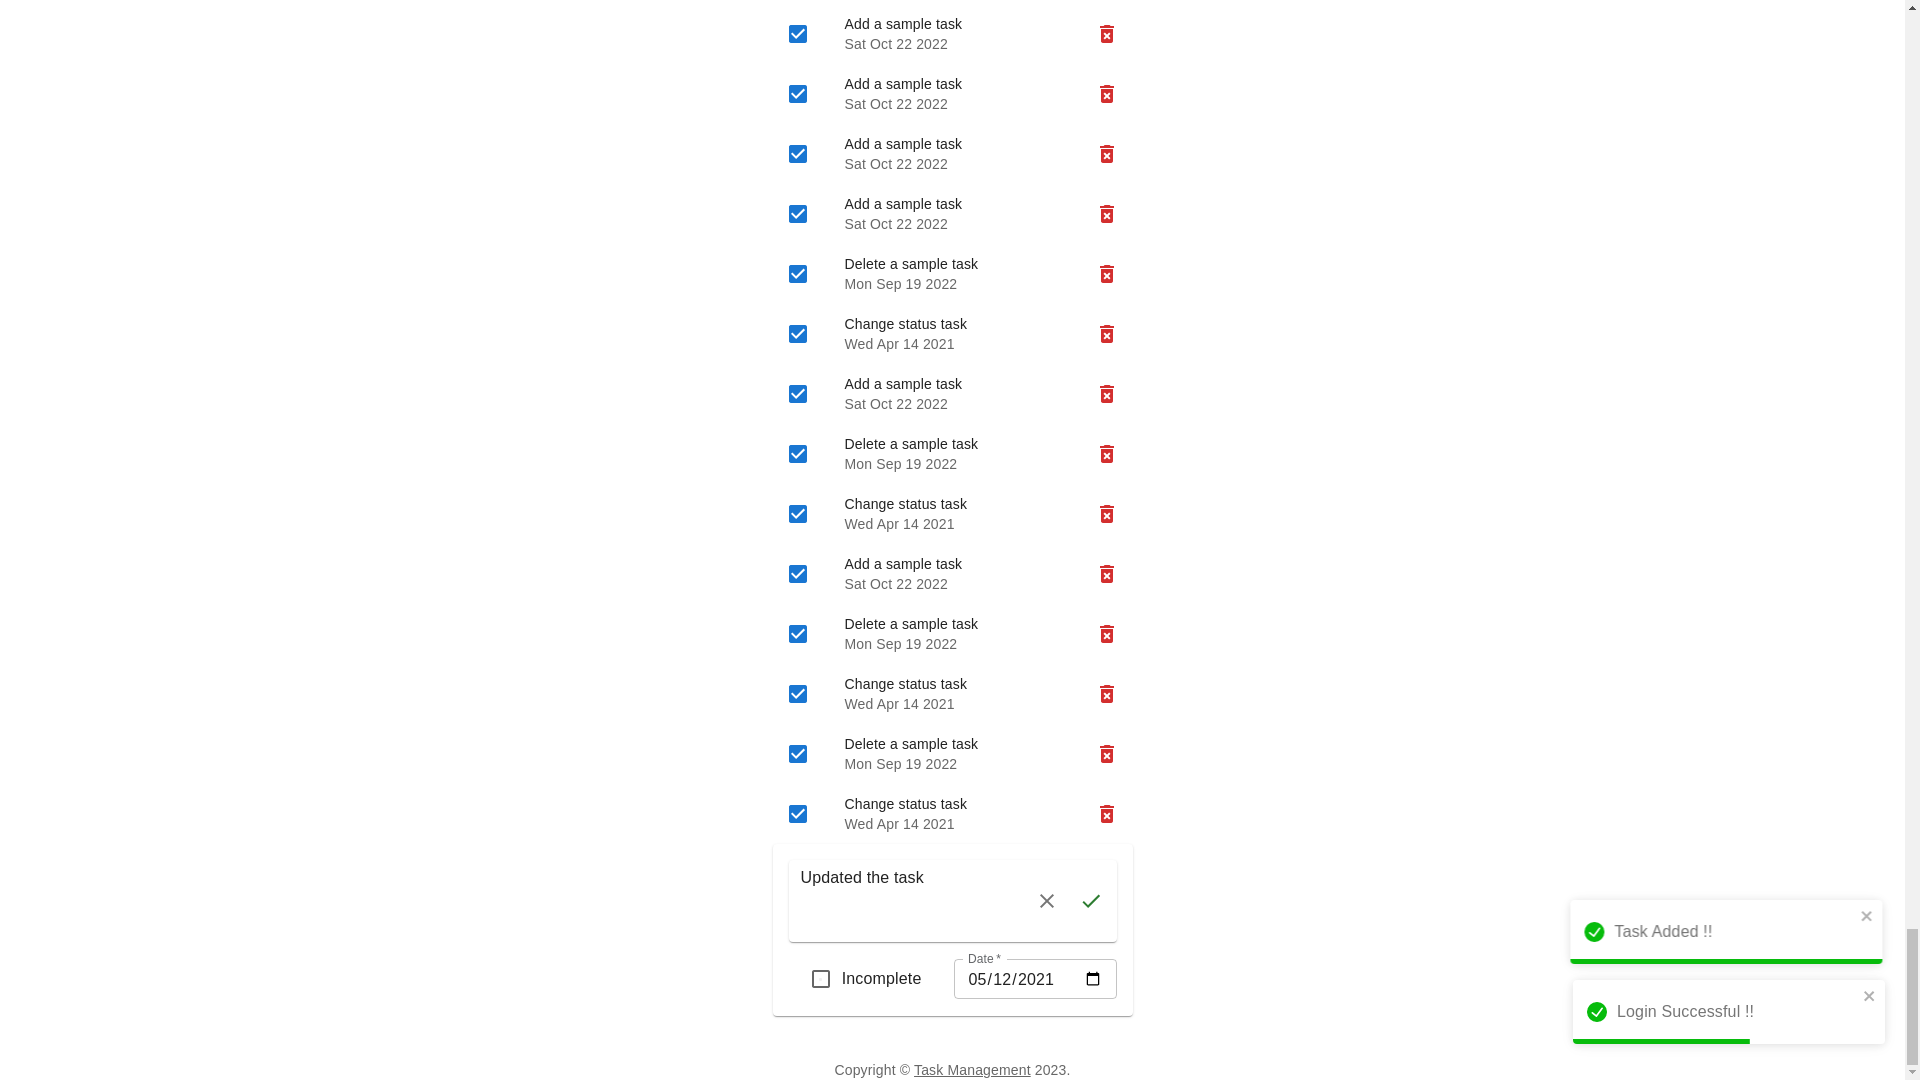 Add a sample task
Sat Oct 22 2022
Add a sample task
Sat Oct 22 2022
Add a sample task
Sat Oct 22 2022
Add a sample task
Sat Oct 22 2022
Delete a sample task
Mon Sep 19 2022
Change status task
Wed Apr 14 2021
Add a sample task
Sat Oct 22 2022
Delete a sample task
Mon Sep 19 2022
Change status task
Wed Apr 14 2021
Add a sample task
Sat Oct 22 2022
Delete a sample task
Mon Sep 19 2022
Change status task
Wed Apr 14 2021
Delete a sample task
Mon Sep 19 2022
Change status task
Wed Apr 14 2021
Updated the task
Date *
Incomplete 05/12/2021
Task Added !!
Login Successful !!
Copyright © Task Management 2023.